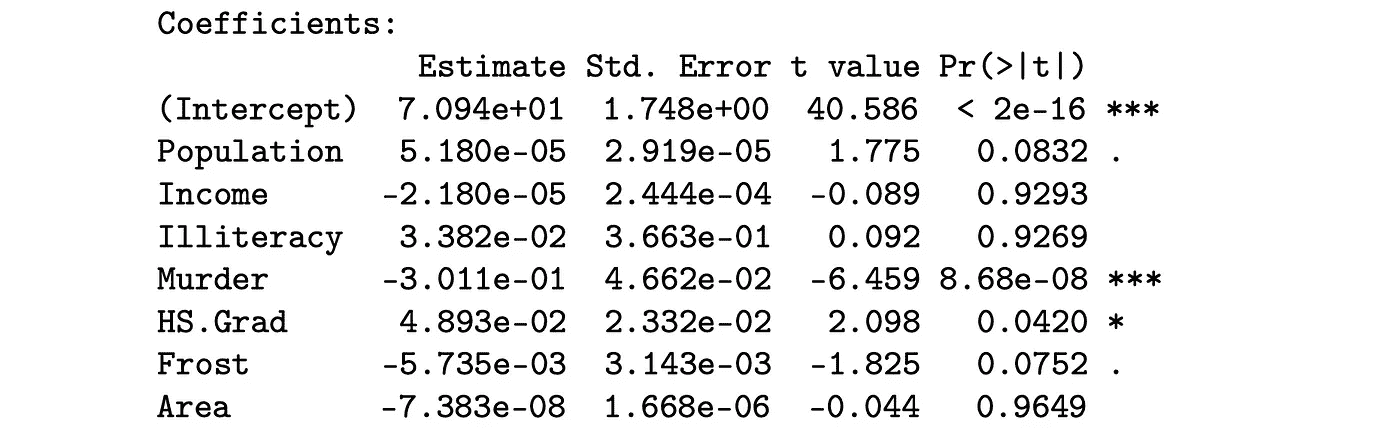 Coefficients:
Estimate Std. Error t value Pr(>|t|)
(Intercept) 7.094e+01 1.748e+00 40.586 < 2e-16 ***
Population 5.180e-05 2.919e-05 1.775 0.0832 .
Income -2.180e-05 2.444e-04 -0.089 0.9293
Illiteracy 3.382e-02 3.663e-01 0.092 0.9269
Murder -3.011e-01 4.662e-02 -6.459 8.68e-08 ***
HS.Grad 4.893e-02 2.332e-02 2.098 0.0420 *
Frost -5.735e-03 3.143e-03 -1.825 0.0752 .
Area -7.383e-08 1.668e-06 -0.044 0.9649